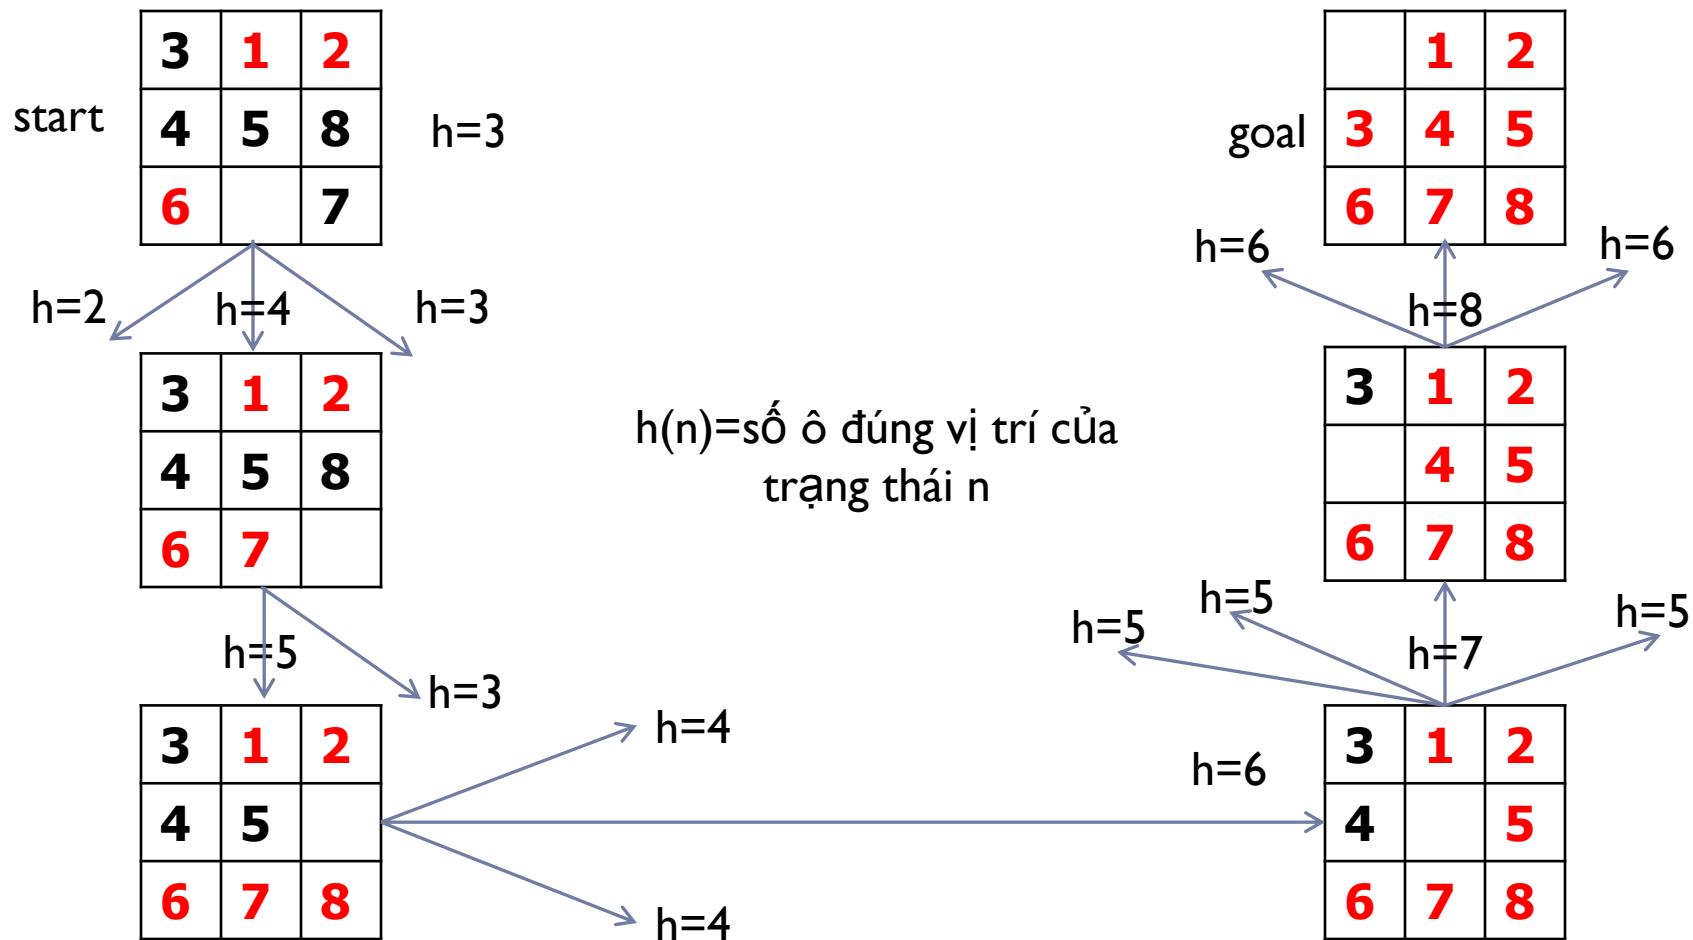 3 1 2
start
4 5 8
h=3
6 7
h=2
h=4
h=3
3 1 2
4 5 8
6 7
h=5
h=3
3 1 2
4 5
6 7 8
h=4
h=4
h(n)=số ô đúng vị trí của
trạng thái n
1 2
goal
3 4 5
6 7 8
h=6
h=6
h=8
3 1 2
4 5
6 7 8
h=5
h=5
h=5
h=7
h=6
3 1 2
4 5
6 7 8